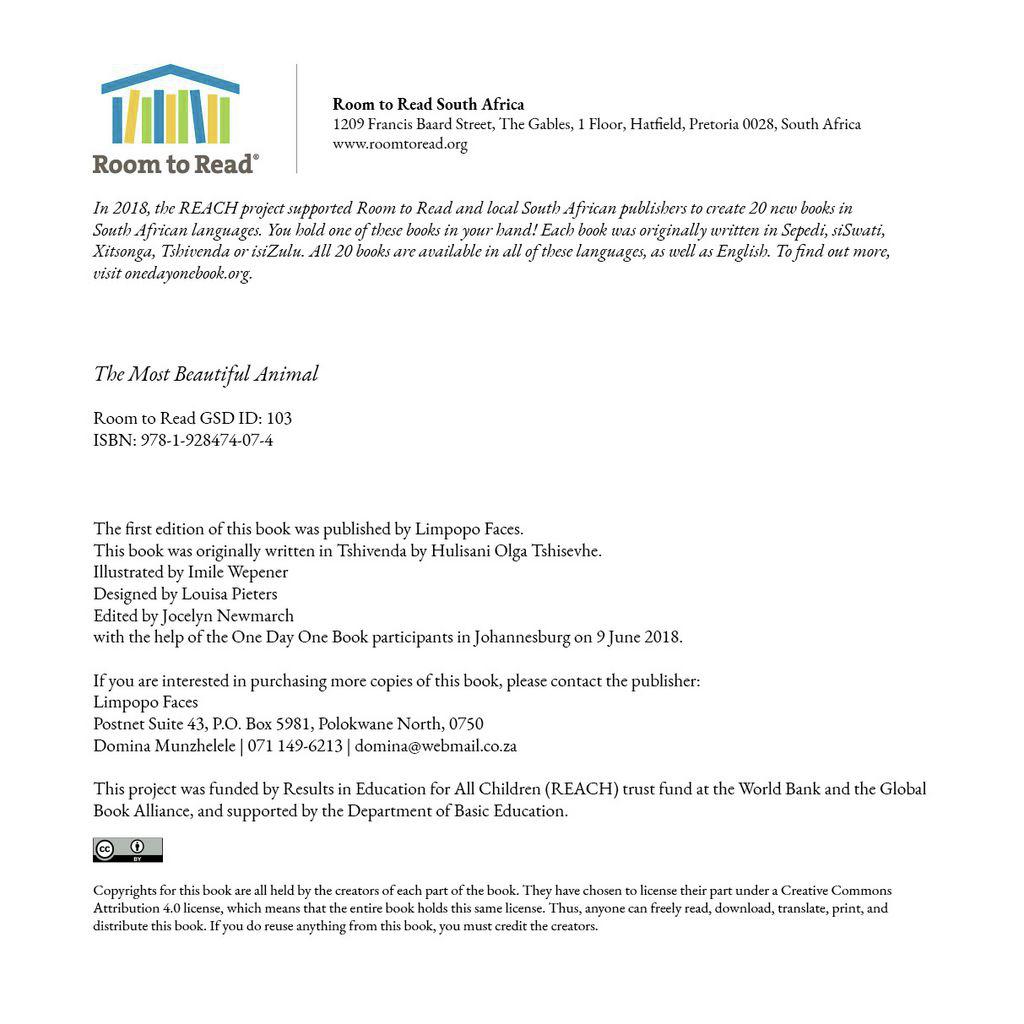 Room to Read®
Room to Read South Africa
1209 Francis Baard Street, The Gables, 1 Floor, Hatfield, Pretoria 0028, South Africa
www.roomtoread.org
In 2018, the REACH project supported Room to Read and local South African publishers to create 20 new books in
South African languages. You hold one of these books in your hand! Each book was originally written in Sepedi, siSwati,
Xitsonga, Tshivenda or isiZulu. All 20 books are available in all of these languages, as well as English. To find out more,
visit onedayonebook.org.
The Most Beautiful Animal
Room to Read GSD ID: 103
ISBN: 978-1-928474-07-4
The first edition of this book was published by Limpopo Faces.
This book was originally written in Tshivenda by Hulisani Olga Tshisevhe.
Illustrated by Imile Wepener
Designed by Louisa Pieters
Edited by Jocelyn Newmarch
with the help of the One Day One Book participants in Johannesburg on 9 June 2018.
If you are interested in purchasing more copies of this book, please contact the publisher:
Limpopo Faces
Postnet Suite 43, P.O. Box 5981, Polokwane North, 0750
Domina Munzhelele | 071 149-6213 | domina@webmail.co.za
This project was funded by Results in Education for All Children (REACH) trust fund at the World Bank and the Global
Book Alliance, and supported by the Department of Basic Education.
cc BY
Copyrights for this book are all held by the creators of each part of the book. They have chosen to license their part under a Creative Commons
Attribution 4.0 license, which means that the entire book holds this same license. Thus, anyone can freely read, download, translate, print, and
distribute this book. If you do reuse anything from this book, you must credit the creators.